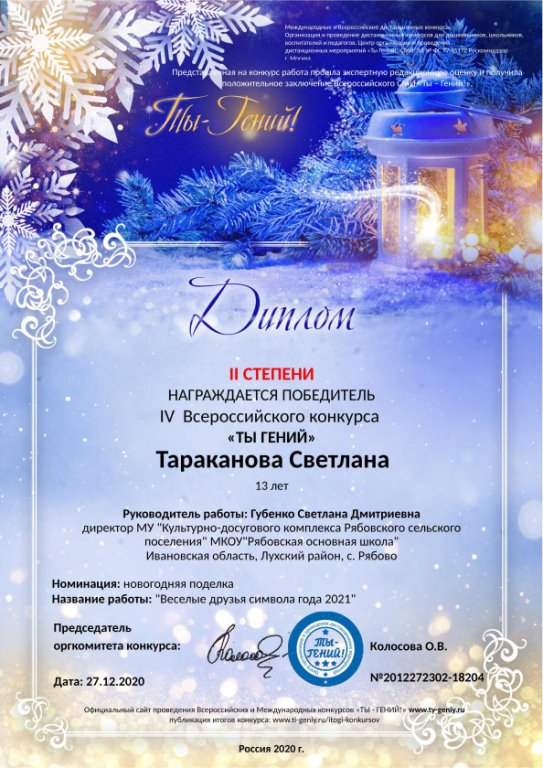 Международные и Всероссийские дистанционные конкурсы.
Организация и проведение дистанционных конкурсов для дошкольников, школьников,
воспитателей и педагогов. Центр организации и проведения
дистанционных мероприятий «Ты Гений».
г. Москва
Представленная на конкурс работа прошла экспертную редакционную оценку и получила
положительное заключение Всероссийского СМИ «Ты - Гений!».
Ты-Гений!
Диплом
II СТЕПЕНИ
НАГРАЖДАЕТСЯ ПОБЕДИТЕЛЬ
IV Всероссийского конкурса
«ТЫ ГЕНИЙ»
Тараканова Светлана
13 лет
Руководитель работы: Губенко Светлана Дмитриевна
директор МУ "Культурно-досугового комплекса Рябовского сельского
поселения" МКОУ"Рябовская основная школа"
Ивановская область, Лухский район, с. Рябово
Номинация: новогодняя поделка
Название работы: "Веселые друзья символа года 2021"
Председатель
оргкомитета конкурса:
ТЫ-
ГЕНИЙ!
Колосова О.В.
Дата: 27.12.2020
№2012272302-18204
Официальный сайт проведения Всероссийских и Международных конкурсов «ТЫ - ГЕНИЙ!» www.ty-geniy.ru
публикация итогов конкурса: www.ti-geniy.ru/itogi-konkursov
Россия 2020 г.